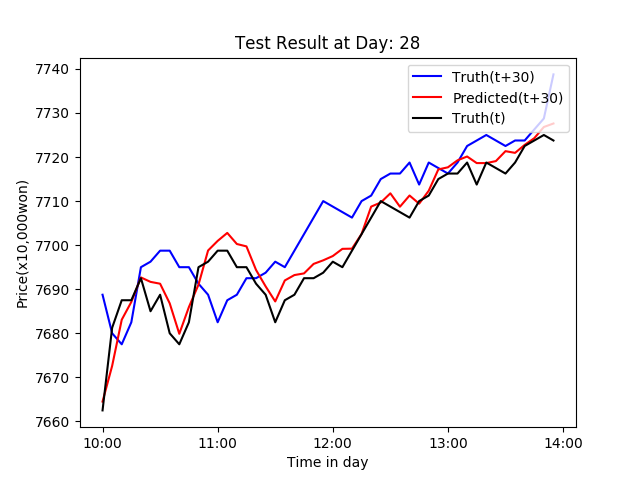 Test Result at Day: 28
Price(x10,000won)
7740
7730
7720
7710
7700
7690
7680
7670
7660
Truth(t+30)
Predicted(t+30)
Truth(t)
10:00 11:00 12:00 13:00 14:00
Time in day